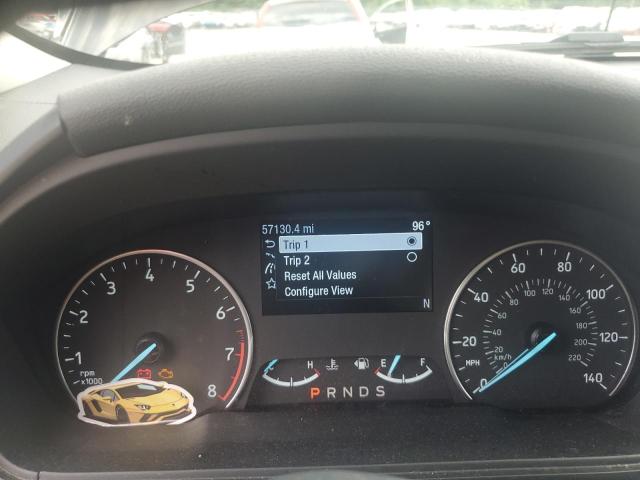 57130.4 mi 96°
Trip 1
Trip 2
Reset All Values
Configure View
N
1 2 3 4 5 6 7 8
rpm
x1000
H E F
P R N D S
0 20 40 60 80 100 120 140
MPH
0 20 40 60 80 100 120 140 160 180 200 220
km/h